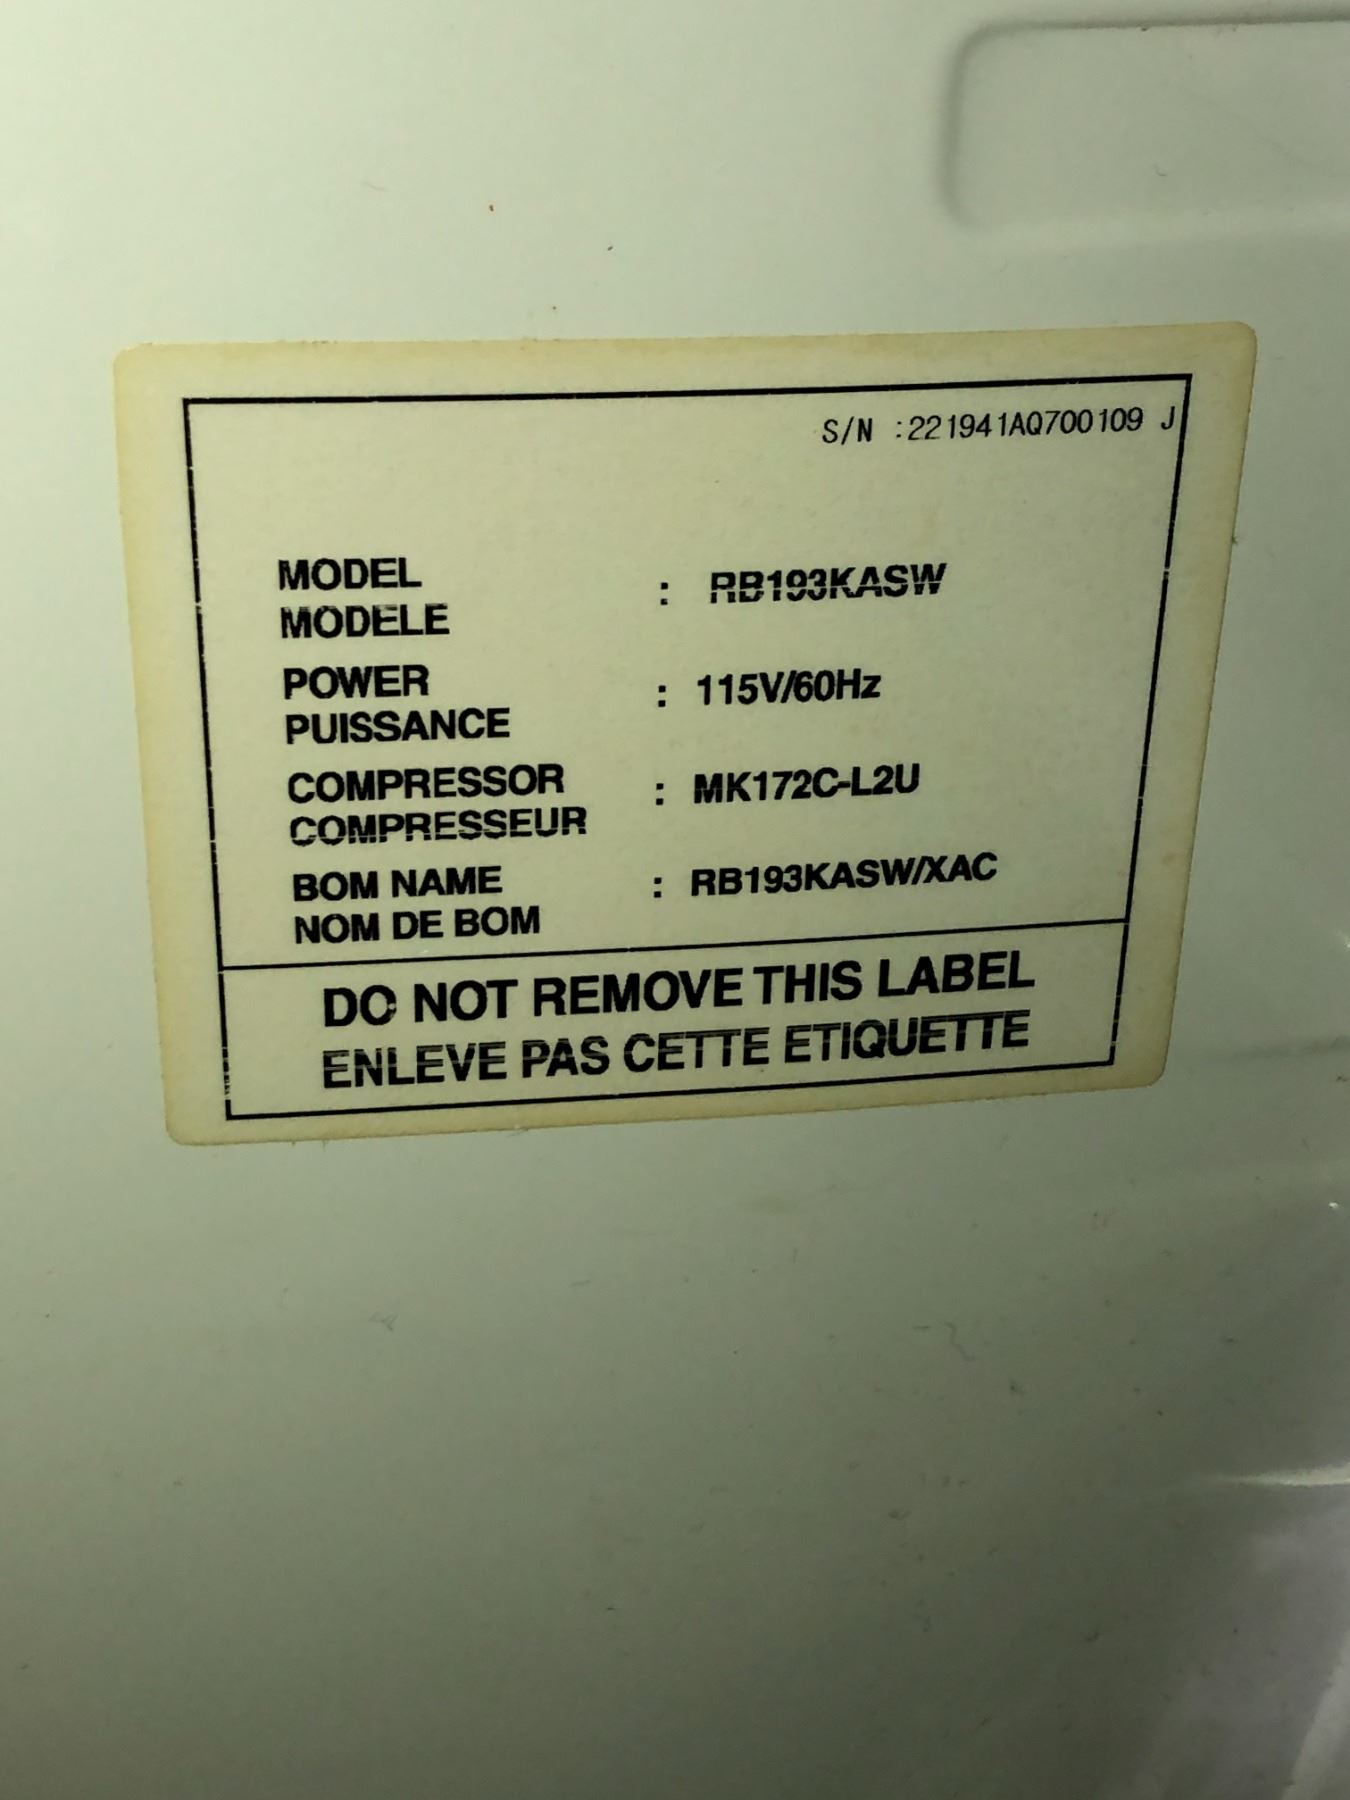 S/N :221941AQ700109 J
MODEL
MODELE : RB193KASW
POWER
PUISSANCE : 115V/60Hz
COMPRESSOR
COMPRESSEUR : MK172C-L2U
BOM NAME
NOM DE BOM : RB193KASW/XAC
DO NOT REMOVE THIS LABEL
ENLEVE PAS CETTE ETIQUETTE